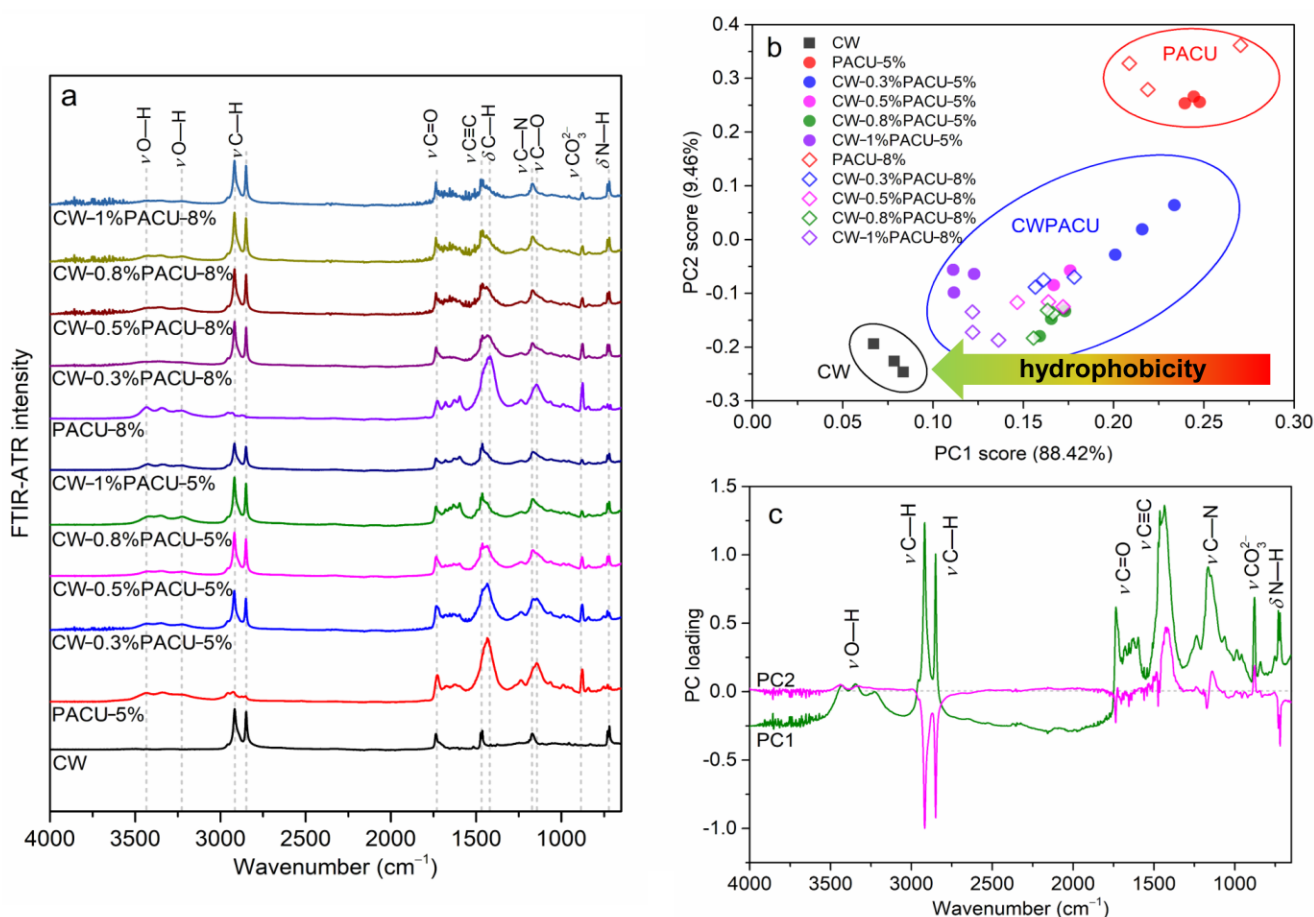 a
ν O—H
ν O—H
ν C—H
ν C=O
ν C≡C
δ C—H
ν C—N
ν C—O
ν CO₃²⁻
δ N—H
CW−1%PACU−8%
CW−0.8%PACU−8%
CW−0.5%PACU−8%
CW−0.3%PACU−8%
PACU−8%
CW−1%PACU−5%
CW−0.8%PACU−5%
CW−0.5%PACU−5%
CW−0.3%PACU−5%
PACU−5%
CW
FTIR-ATR intensity
4000 3500 3000 2500 2000 1500 1000
Wavenumber (cm⁻¹)
b
CW
PACU−5%
CW−0.3%PACU−5%
CW−0.5%PACU−5%
CW−0.8%PACU−5%
CW−1%PACU−5%
PACU−8%
CW−0.3%PACU−8%
CW−0.5%PACU−8%
CW−0.8%PACU−8%
CW−1%PACU−8%
PACU
CWPACU
CW
hydrophobicity
PC2 score (9.46%)
0.4
0.3
0.2
0.1
0.0
-0.1
-0.2
-0.3
0.00 0.05 0.10 0.15 0.20 0.25 0.30
PC1 score (88.42%)
c
ν O—H
ν C—H
ν C—H
ν C=O
ν C≡C
ν C—N
ν CO₃²⁻
δ N—H
PC2
PC1
PC loading
1.5
1.0
0.5
0.0
-0.5
-1.0
4000 3500 3000 2500 2000 1500 1000
Wavenumber (cm⁻¹)